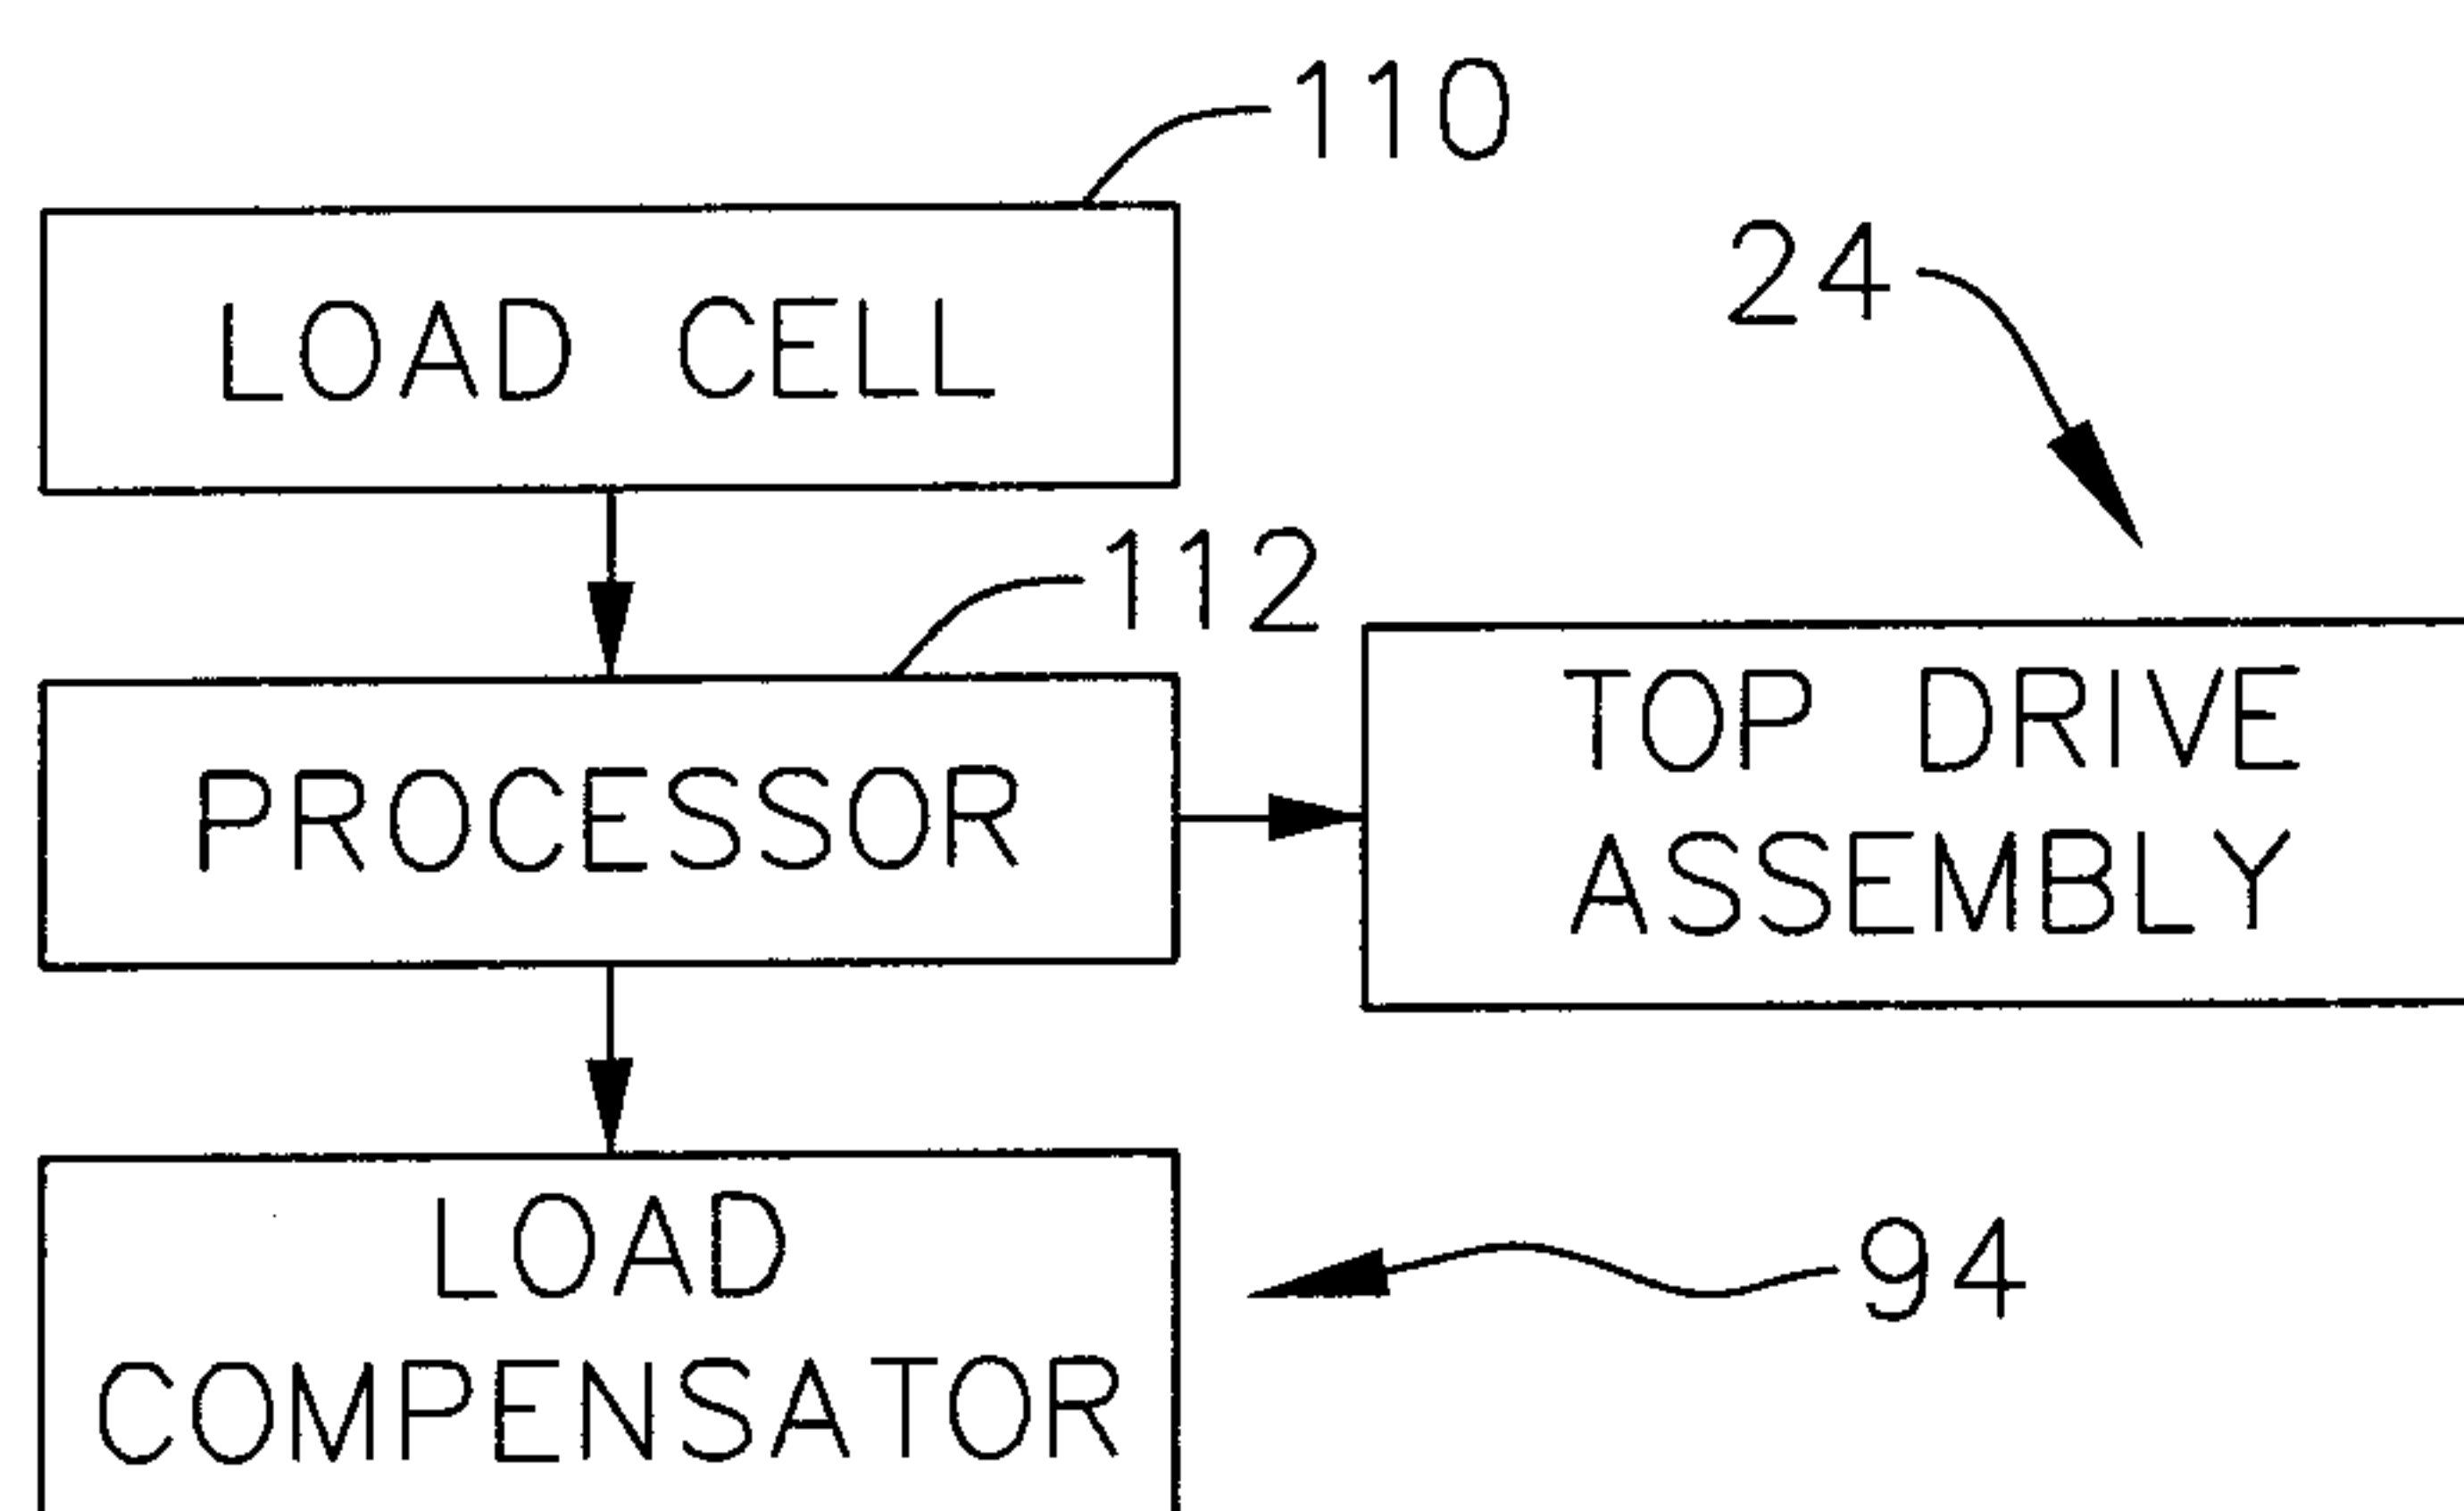 110
LOAD CELL
24
112
PROCESSOR
TOP DRIVE
ASSEMBLY
LOAD
COMPENSATOR
94